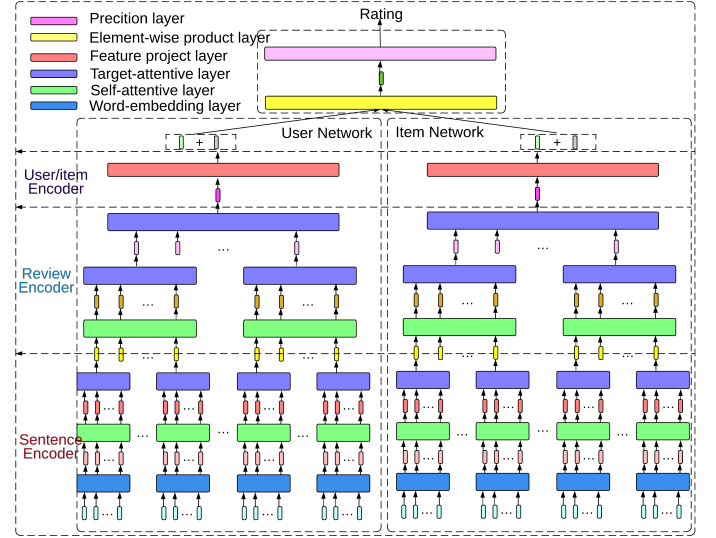 Rating
Precition layer
Element-wise product layer
Feature project layer
Target-attentive layer
Self-attentive layer
Word-embedding layer
User Network
Item Network
+
+
User/item
Encoder
...
...
Review
Encoder
...
...
...
...
...
...
...
...
... ... ... ... ... ... ... ...
Sentence
Encoder
... ... ... ... ... ...
... ... ... ... ... ... ... ...
... ... ... ... ... ... ... ...